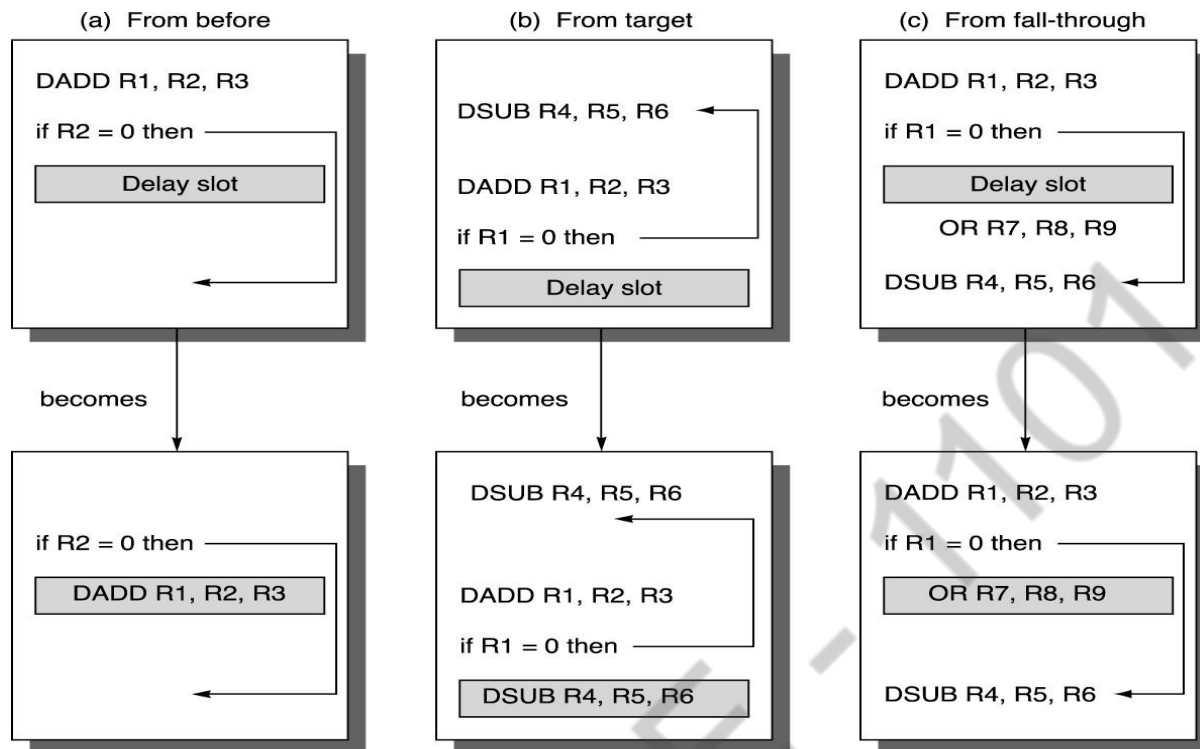 (a) From before
DADD R1, R2, R3
if R2 = 0 then
Delay slot
becomes
if R2 = 0 then
DADD R1, R2, R3
(b) From target
DSUB R4, R5, R6
DADD R1, R2, R3
if R1 = 0 then
Delay slot
becomes
DSUB R4, R5, R6
DADD R1, R2, R3
if R1 = 0 then
DSUB R4, R5, R6
(c) From fall-through
DADD R1, R2, R3
if R1 = 0 then
Delay slot
OR R7, R8, R9
DSUB R4, R5, R6
becomes
DADD R1, R2, R3
if R1 = 0 then
OR R7, R8, R9
DSUB R4, R5, R6
E - 1101